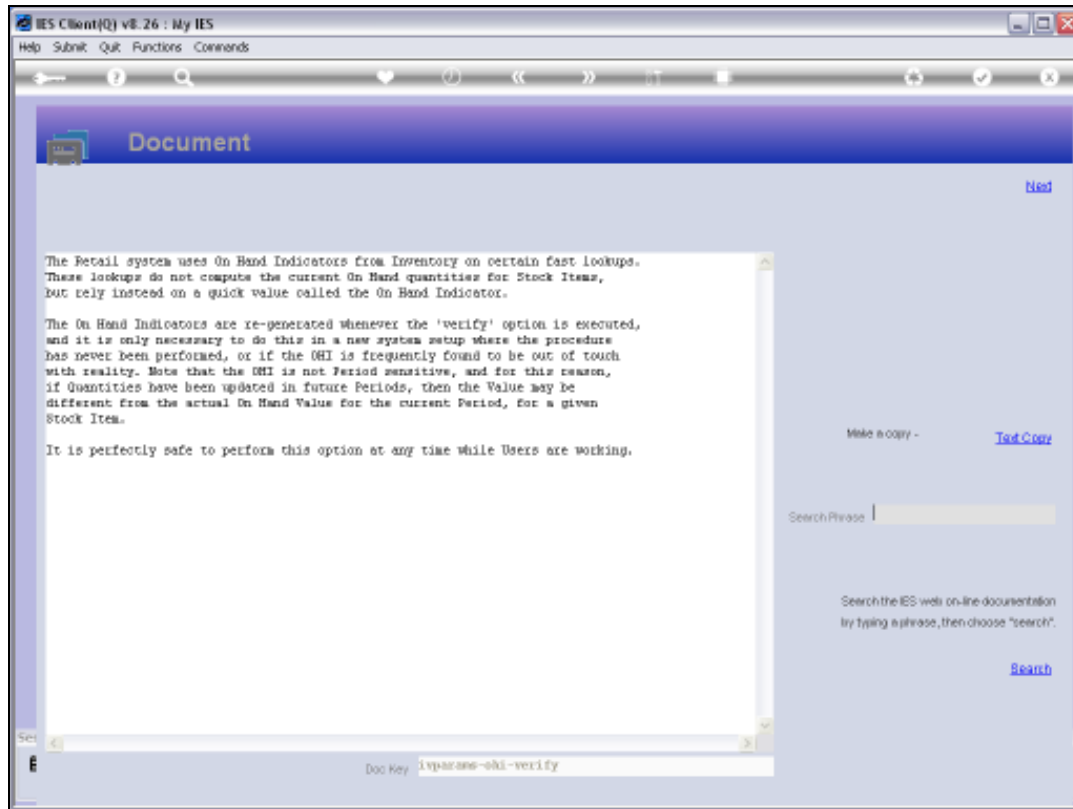 IES Client(Q) v8.26 : My IES
Help Submit Quit Functions Commands
Document
Next
The Retail system uses On Hand Indicators from Inventory on certain fast lookups.
These lookups do not compute the current On Hand quantities for Stock Items,
but rely instead on a quick value called the On Hand Indicator.
The On Hand Indicators are re-generated whenever the 'verify' option is executed,
and it is only necessary to do this in a new system setup where the procedure
has never been performed, or if the OHI is frequently found to be out of touch
with reality. Note that the OHI is not Period sensitive, and for this reason,
if Quantities have been updated in future Periods, then the Value may be
different from the actual On Hand Value for the current Period, for a given
Stock Item.
It is perfectly safe to perform this option at any time while Users are working.
Make a copy -
Text Copy
Search Phrase
Search the IES web on-line documentation
by typing a phrase, then choose "search".
Search
Doc Key ivparams-ohi-verify